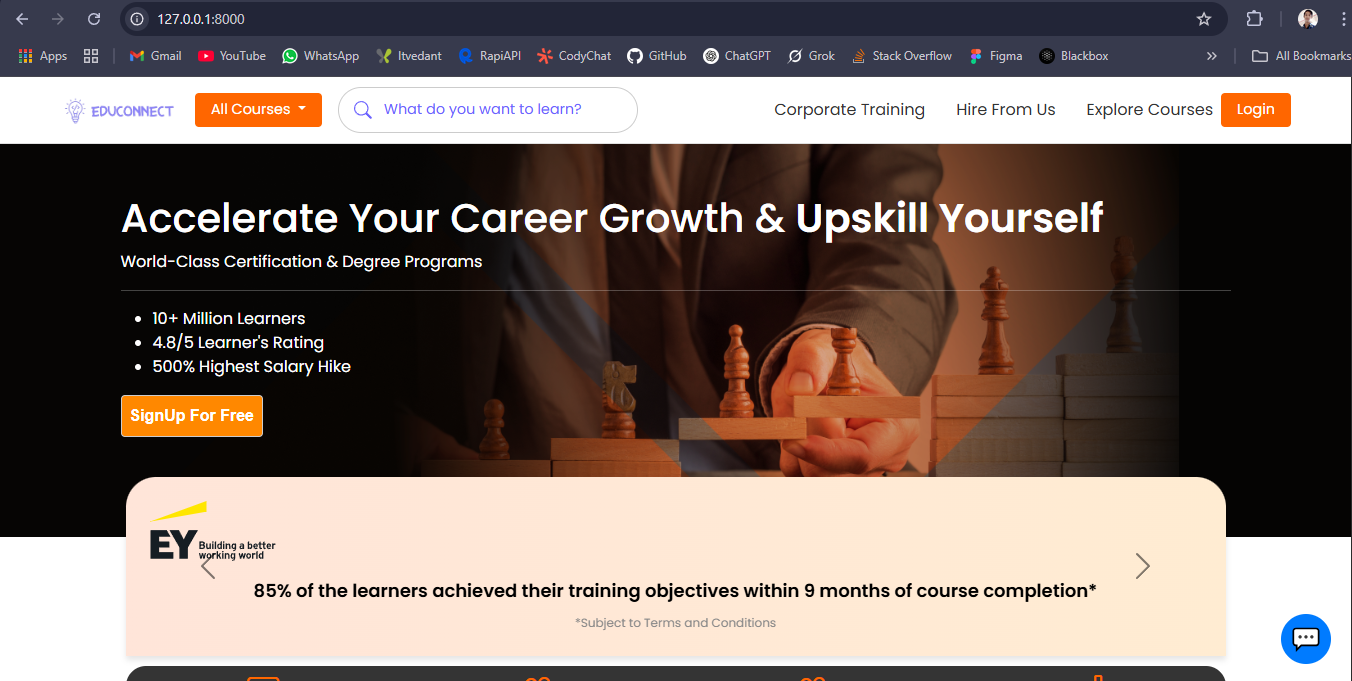 127.0.0.1:8000
Apps Gmail YouTube WhatsApp Itvedant RapiAPI CodyChat GitHub ChatGPT Grok Stack Overflow Figma Blackbox » All Bookmarks
EDUCONNECT All Courses What do you want to learn? Corporate Training Hire From Us Explore Courses Login
Accelerate Your Career Growth & Upskill Yourself
World-Class Certification & Degree Programs
10+ Million Learners
4.8/5 Learner's Rating
500% Highest Salary Hike
SignUp For Free
EY Building a better
working world
85% of the learners achieved their training objectives within 9 months of course completion*
*Subject to Terms and Conditions